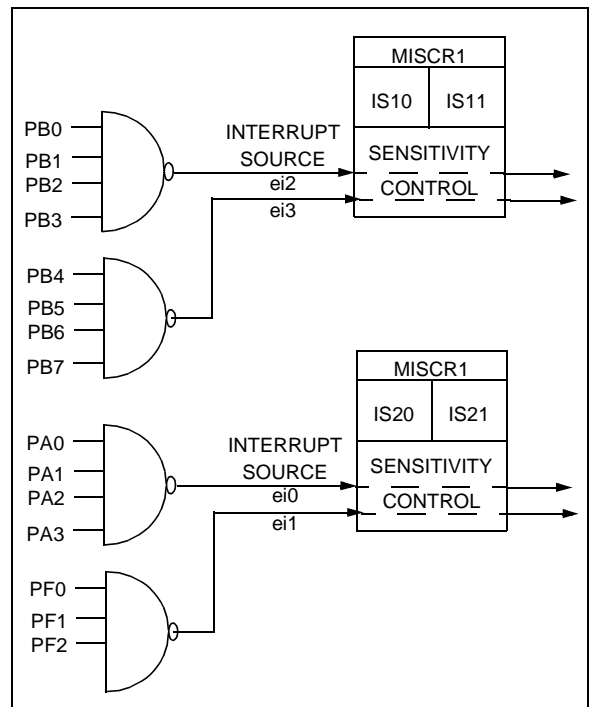 MISCR1
IS10 IS11
PB0
PB1
PB2
PB3
INTERRUPT
SOURCE
ei2
ei3
SENSITIVITY
CONTROL
PB4
PB5
PB6
PB7
MISCR1
IS20 IS21
PA0
PA1
PA2
PA3
INTERRUPT
SOURCE
ei0
ei1
SENSITIVITY
CONTROL
PF0
PF1
PF2